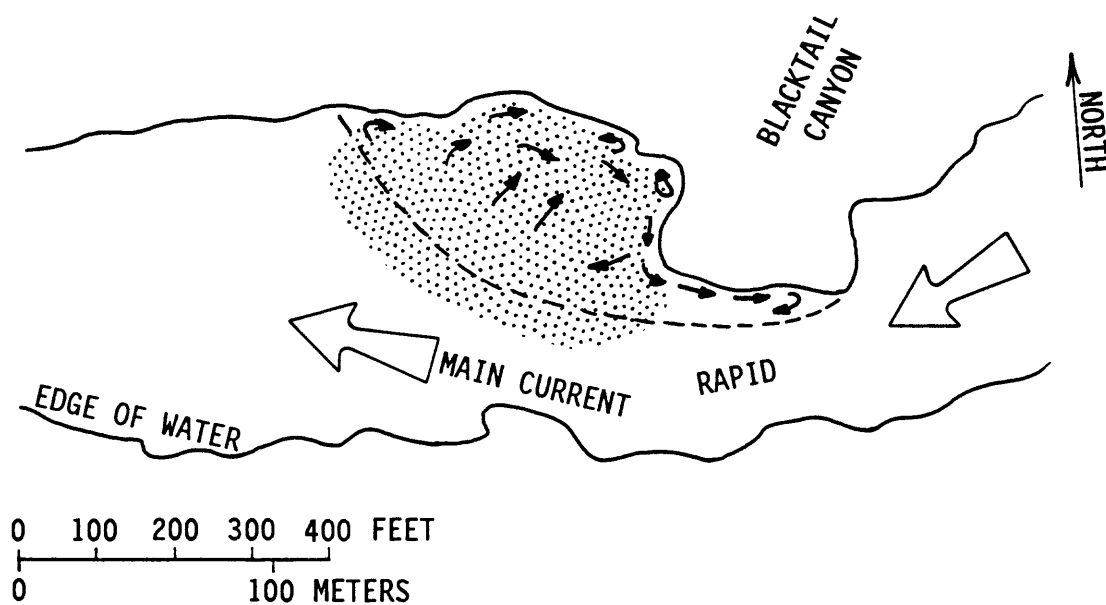 BLACKTAIL
CANYON
NORTH
MAIN CURRENT
RAPID
EDGE OF WATER
0 100 200 300 400 FEET
0 100 METERS